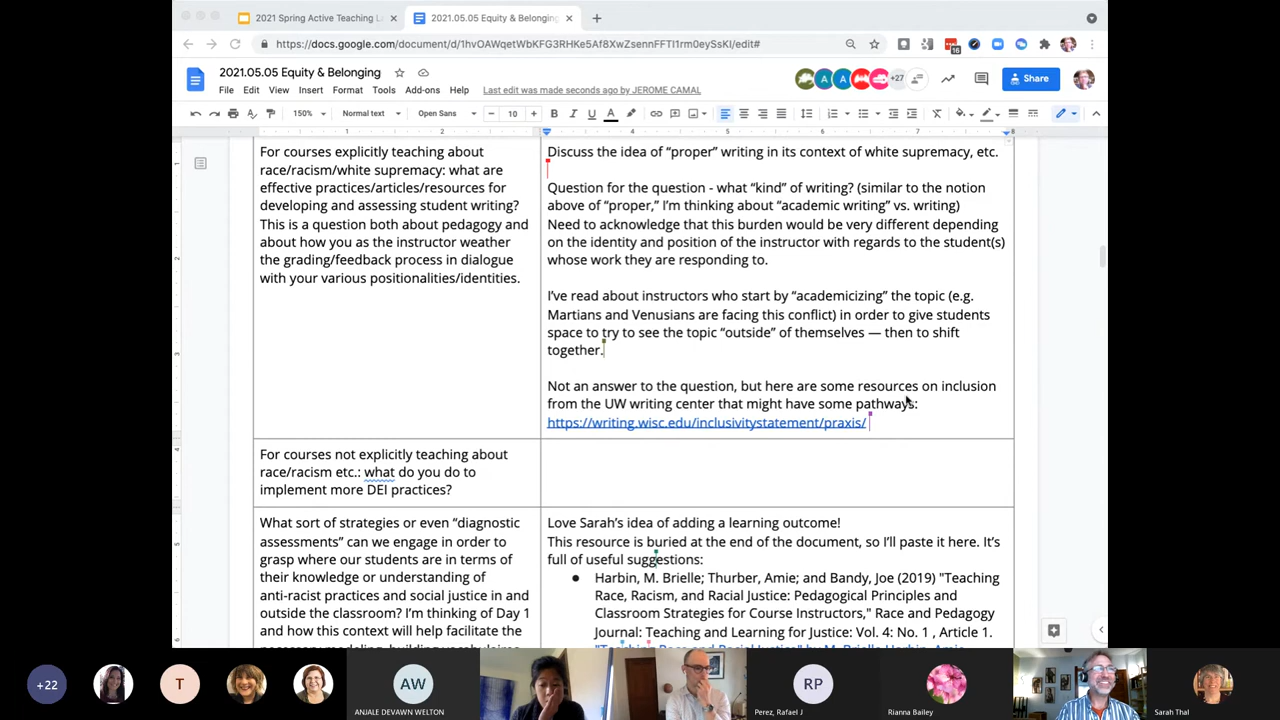 2021 Spring Active Teaching L
2021.05.05 Equity & Belonging
https://docs.google.com/document/d/1hvOAWqetWbKFG3RHKe5Af8XwZsennFFTI1rm0eySsKI/edit#
16
2021.05.05 Equity & Belonging
+27
Share
File Edit View Insert Format Tools Add-ons Help
Last edit was made seconds ago by JEROME CAMAL
150% Normal text Open Sans 10
1 2 4 5 6 7 8
For courses explicitly teaching about
race/racism/white supremacy: what are
effective practices/articles/resources for
developing and assessing student writing?
This is a question both about pedagogy and
about how you as the instructor weather
the grading/feedback process in dialogue
with your various positionalities/identities.
Discuss the idea of “proper” writing in its context of white supremacy, etc.
Question for the question - what “kind” of writing? (similar to the notion
above of “proper,” I’m thinking about “academic writing” vs. writing)
Need to acknowledge that this burden would be very different depending
on the identity and position of the instructor with regards to the student(s)
whose work they are responding to.
I’ve read about instructors who start by “academicizing” the topic (e.g.
Martians and Venusians are facing this conflict) in order to give students
space to try to see the topic “outside” of themselves — then to shift
together.
Not an answer to the question, but here are some resources on inclusion
from the UW writing center that might have some pathways:
https://writing.wisc.edu/inclusivitystatement/praxis/
For courses not explicitly teaching about
race/racism etc.: what do you do to
implement more DEI practices?
What sort of strategies or even “diagnostic
assessments” can we engage in order to
grasp where our students are in terms of
their knowledge or understanding of
anti-racist practices and social justice in and
outside the classroom? I’m thinking of Day 1
and how this context will help facilitate the
Love Sarah’s idea of adding a learning outcome!
This resource is buried at the end of the document, so I’ll paste it here. It’s
full of useful suggestions:
● Harbin, M. Brielle; Thurber, Amie; and Bandy, Joe (2019) "Teaching
Race, Racism, and Racial Justice: Pedagogical Principles and
Classroom Strategies for Course Instructors," Race and Pedagogy
Journal: Teaching and Learning for Justice: Vol. 4: No. 1 , Article 1.
+22
T
AW
ANJALE DEVAWN WELTON
RP
Perez, Rafael J
Rianna Bailey
Sarah Thal